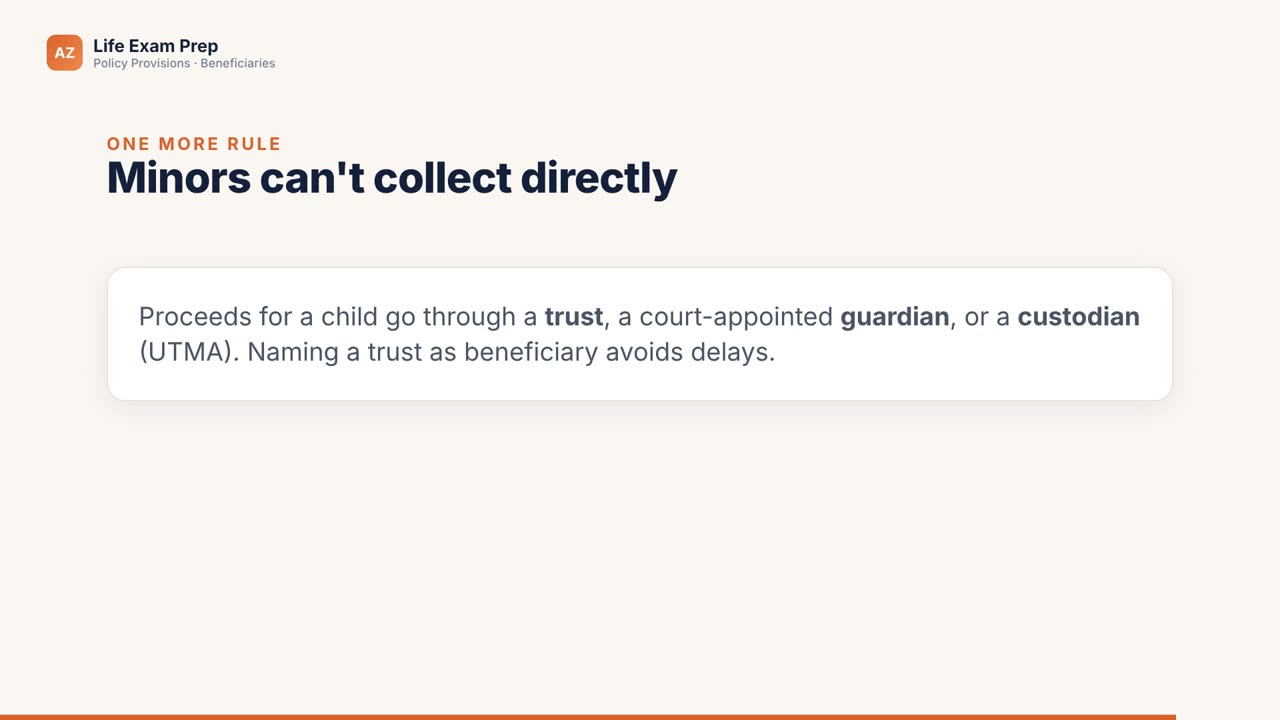 AZ
Life Exam Prep
Policy Provisions · Beneficiaries
ONE MORE RULE
Minors can't collect directly
Proceeds for a child go through a trust, a court-appointed guardian, or a custodian
(UTMA). Naming a trust as beneficiary avoids delays.